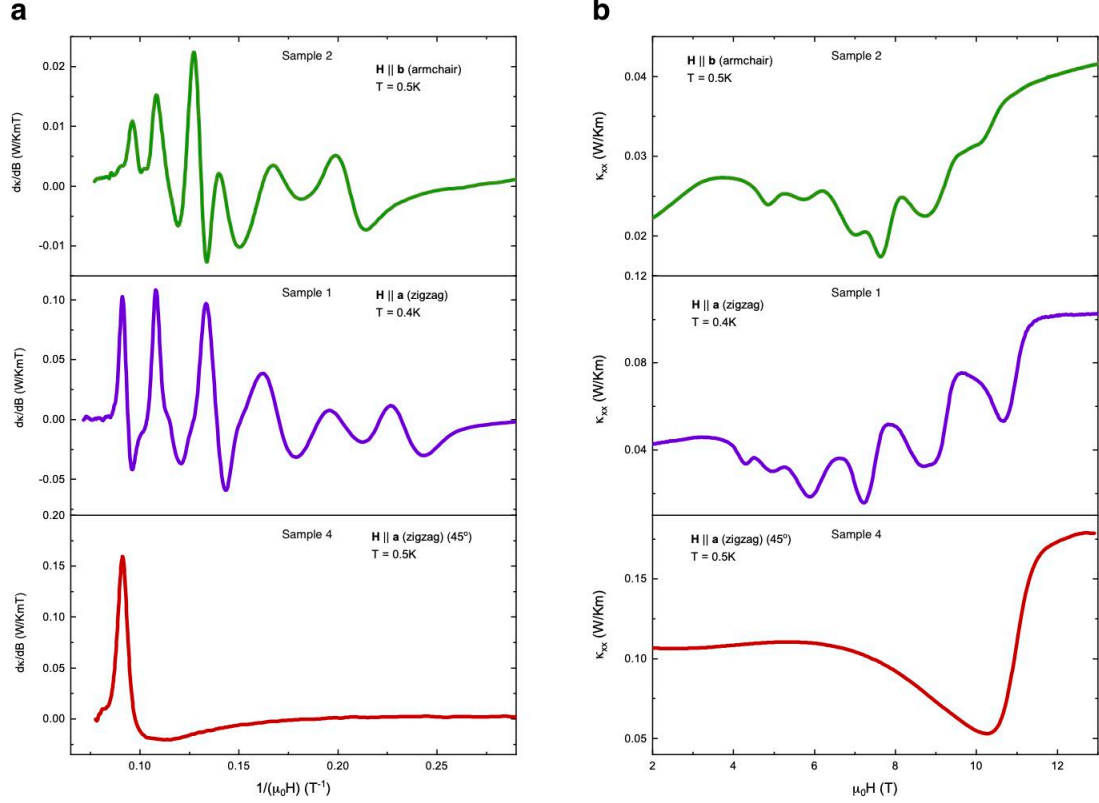 a
Sample 2
H || b (armchair)
T = 0.5K
dκ/dB (W/KmT)
0.02
0.01
0.00
-0.01
Sample 1
H || a (zigzag)
T = 0.4K
dκ/dB (W/KmT)
0.10
0.05
0.00
-0.05
Sample 4
H || a (zigzag) (45°)
T = 0.5K
dκ/dB (W/KmT)
0.20
0.15
0.10
0.05
0.00
0.10
0.15
0.20
0.25
1/(μ₀H) (T⁻¹)
b
Sample 2
H || b (armchair)
T = 0.5K
κxx (W/Km)
0.04
0.03
0.02
Sample 1
H || a (zigzag)
T = 0.4K
κxx (W/Km)
0.12
0.08
0.04
Sample 4
H || a (zigzag) (45°)
T = 0.5K
κxx (W/Km)
0.15
0.10
0.05
2
4
6
8
10
12
μ₀H (T)